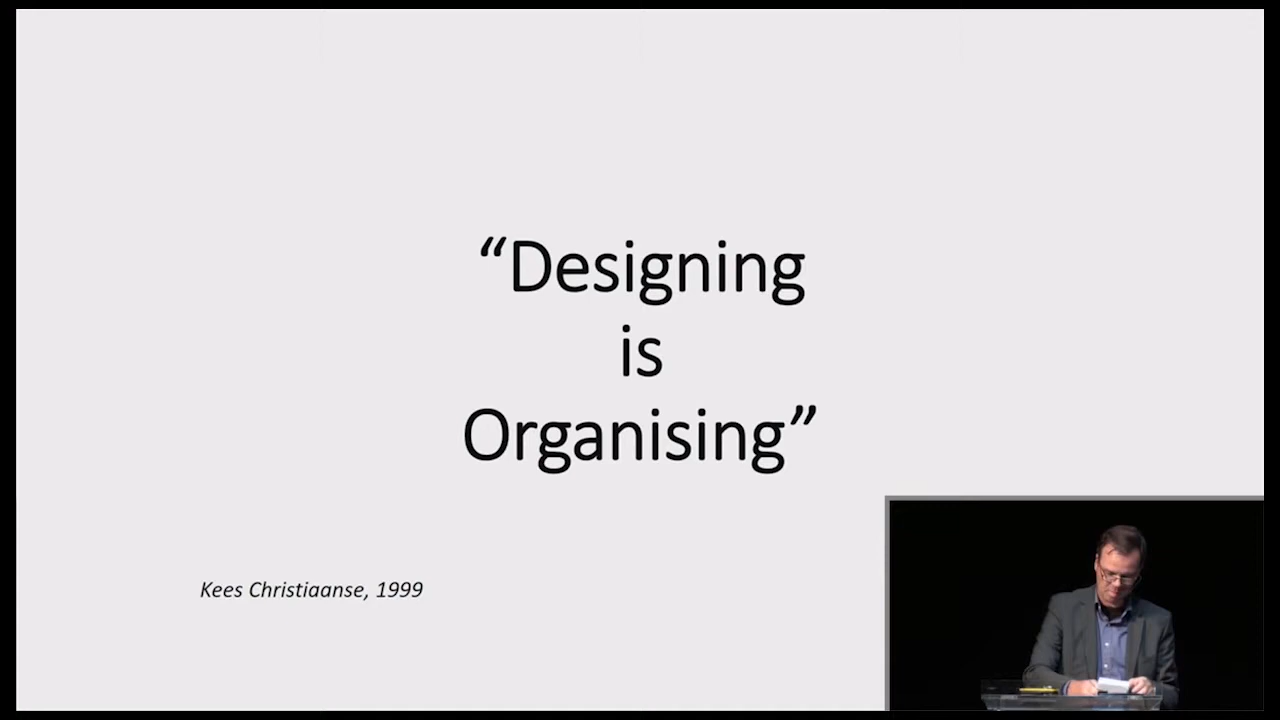 “Designing
is
Organising”
Kees Christiaanse, 1999